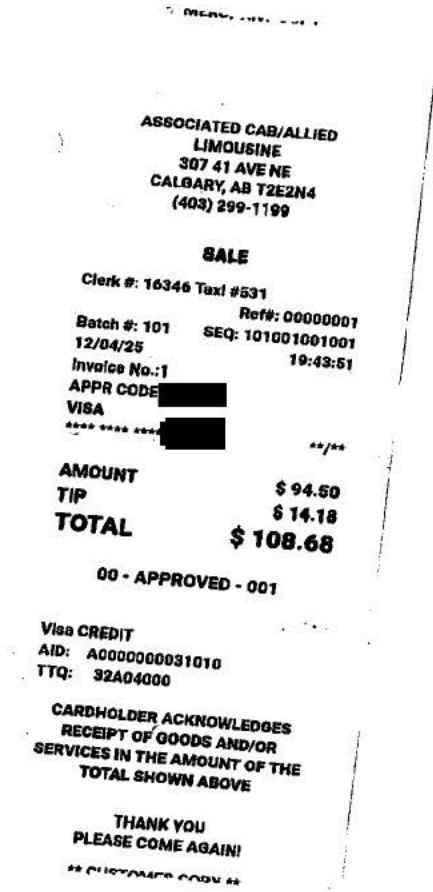 ASSOCIATED CAB/ALLIED
LIMOUSINE
307 41 AVE NE
CALGARY, AB T2E2N4
(403) 299-1199
SALE
Clerk #: 16346 Taxi #531
Ref#: 00000001
Batch #: 101 SEQ: 101001001001
12/04/25 19:43:51
Invoice No.:1
APPR CODE
VISA
**** **** **** **/**
AMOUNT $ 94.50
TIP $ 14.18
TOTAL $ 108.68
00 - APPROVED - 001
Visa CREDIT
AID: A0000000031010
TTQ: 32A04000
CARDHOLDER ACKNOWLEDGES
RECEIPT OF GOODS AND/OR
SERVICES IN THE AMOUNT OF THE
TOTAL SHOWN ABOVE
THANK YOU
PLEASE COME AGAIN!
** CUSTOMER COPY **